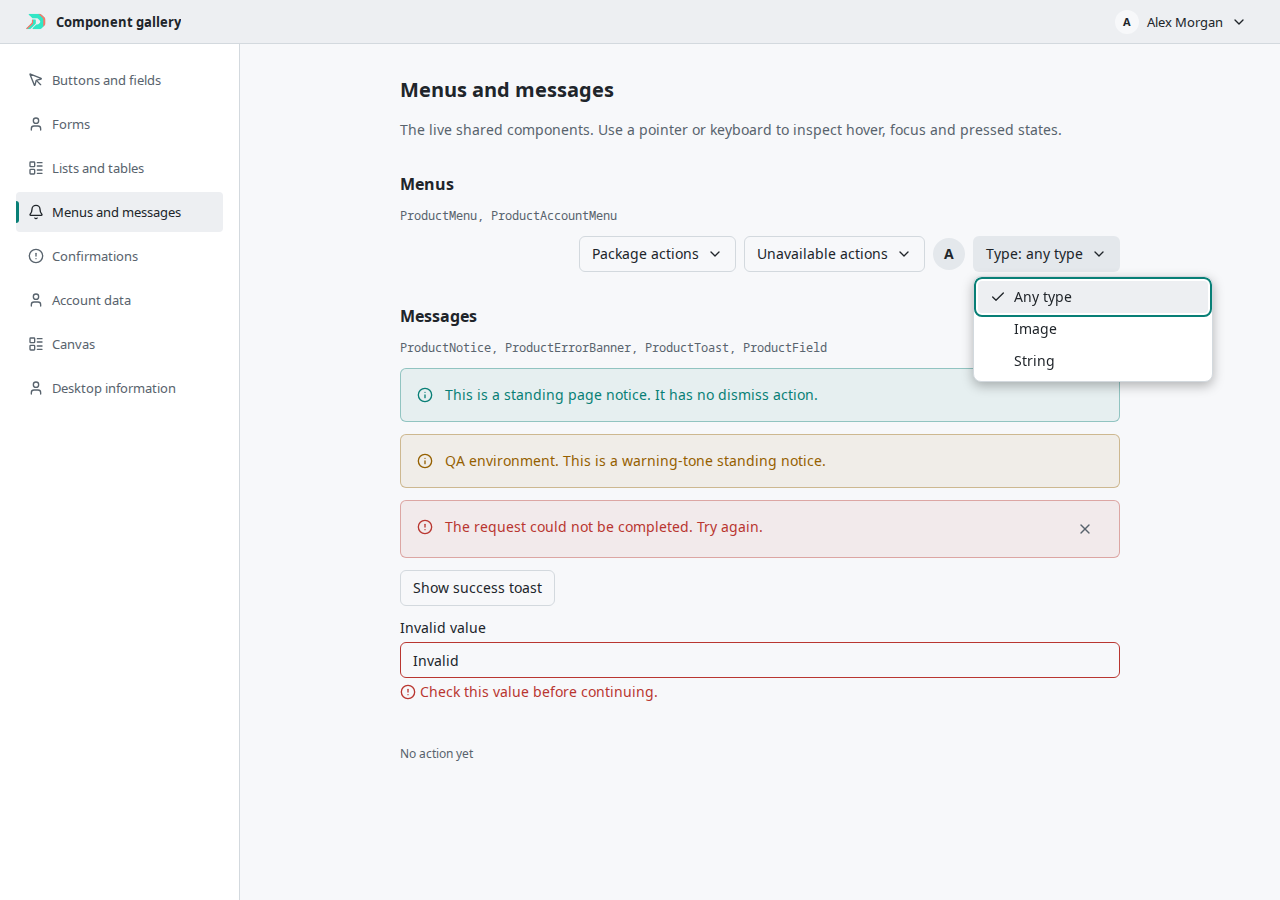 Component gallery
A Alex Morgan
Buttons and fields
Forms
Lists and tables
Menus and messages
Confirmations
Account data
Canvas
Desktop information
Menus and messages
The live shared components. Use a pointer or keyboard to inspect hover, focus and pressed states.
Menus
ProductMenu, ProductAccountMenu
Package actions Unavailable actions A Type: any type
Any type
Image
String
Messages
ProductNotice, ProductErrorBanner, ProductToast, ProductField
This is a standing page notice. It has no dismiss action.
QA environment. This is a warning-tone standing notice.
The request could not be completed. Try again.
Show success toast
Invalid value
Invalid
Check this value before continuing.
No action yet